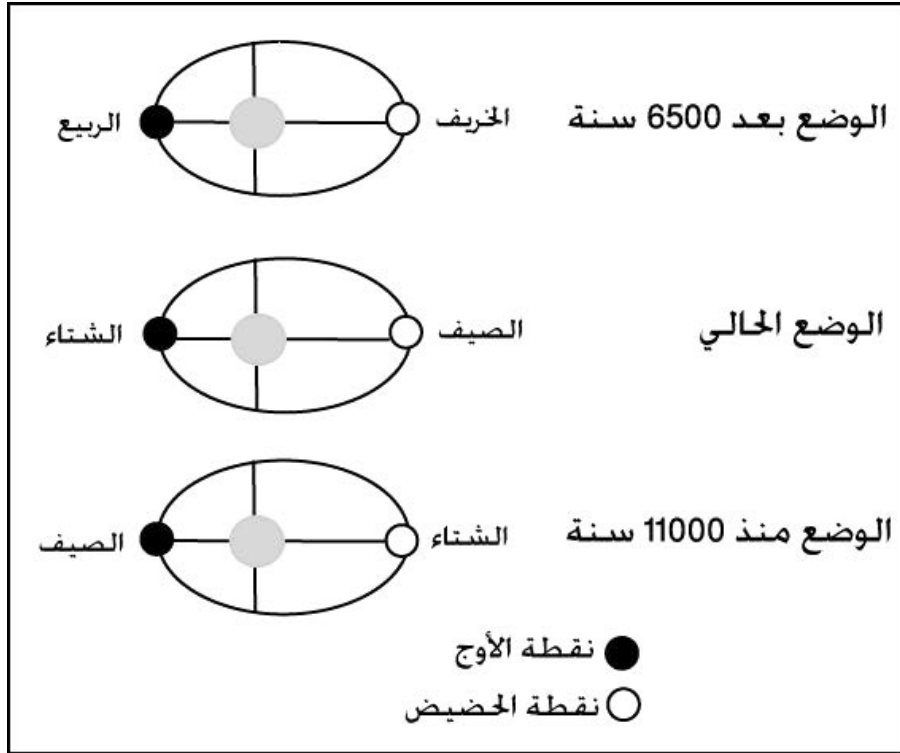 الوضع بعد 6500 سنة
الخريف
الربيع
الوضع الحالي
الصيف
الشتاء
الوضع منذ 11000 سنة
الشتاء
الصيف
نقطة الأوج
نقطة الحضيض